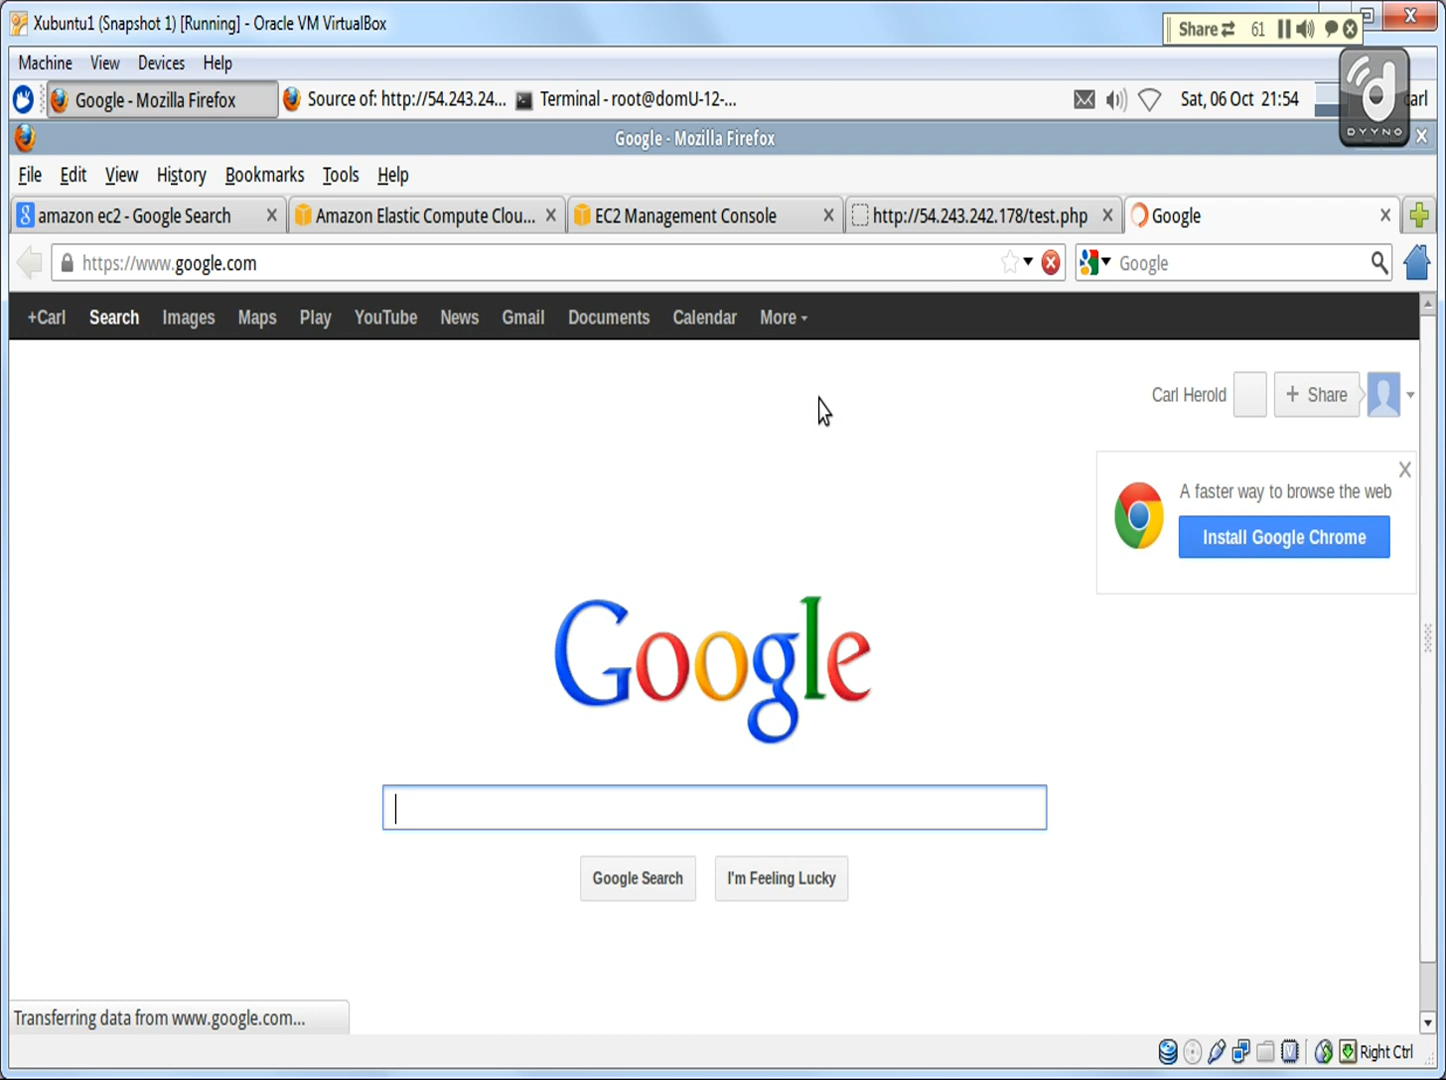 Xubuntu1 (Snapshot 1) [Running] - Oracle VM VirtualBox
Share 61
Machine View Devices Help
Google - Mozilla Firefox Source of: http://54.243.24... Terminal - root@domU-12-... Sat, 06 Oct 21:54 carl
DYYNO
Google - Mozilla Firefox
File Edit View History Bookmarks Tools Help
amazon ec2 - Google Search Amazon Elastic Compute Clou... EC2 Management Console http://54.243.242.178/test.php Google
https://www.google.com Google
+Carl Search Images Maps Play YouTube News Gmail Documents Calendar More
Carl Herold + Share
A faster way to browse the web
Install Google Chrome
Google
Google Search I'm Feeling Lucky
Transferring data from www.google.com...
Right Ctrl